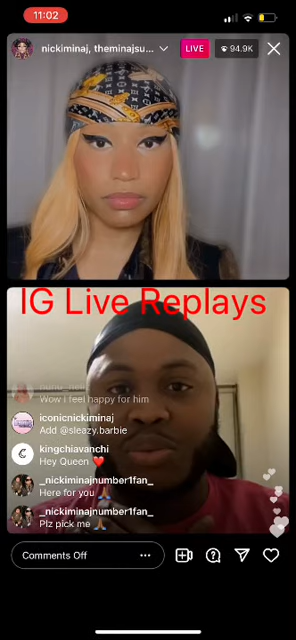 11:02
nickiminaj, theminajsu...
LIVE
94.9K
IG Live Replays
Wow i feel happy for him
iconicnickiminaj
Add @sleazy.barbie
kingchiavanchi
Hey Queen ❤️
_nickiminajnumber1fan_
Here for you
_nickiminajnumber1fan_
Plz pick me 🙏🏽
Comments Off